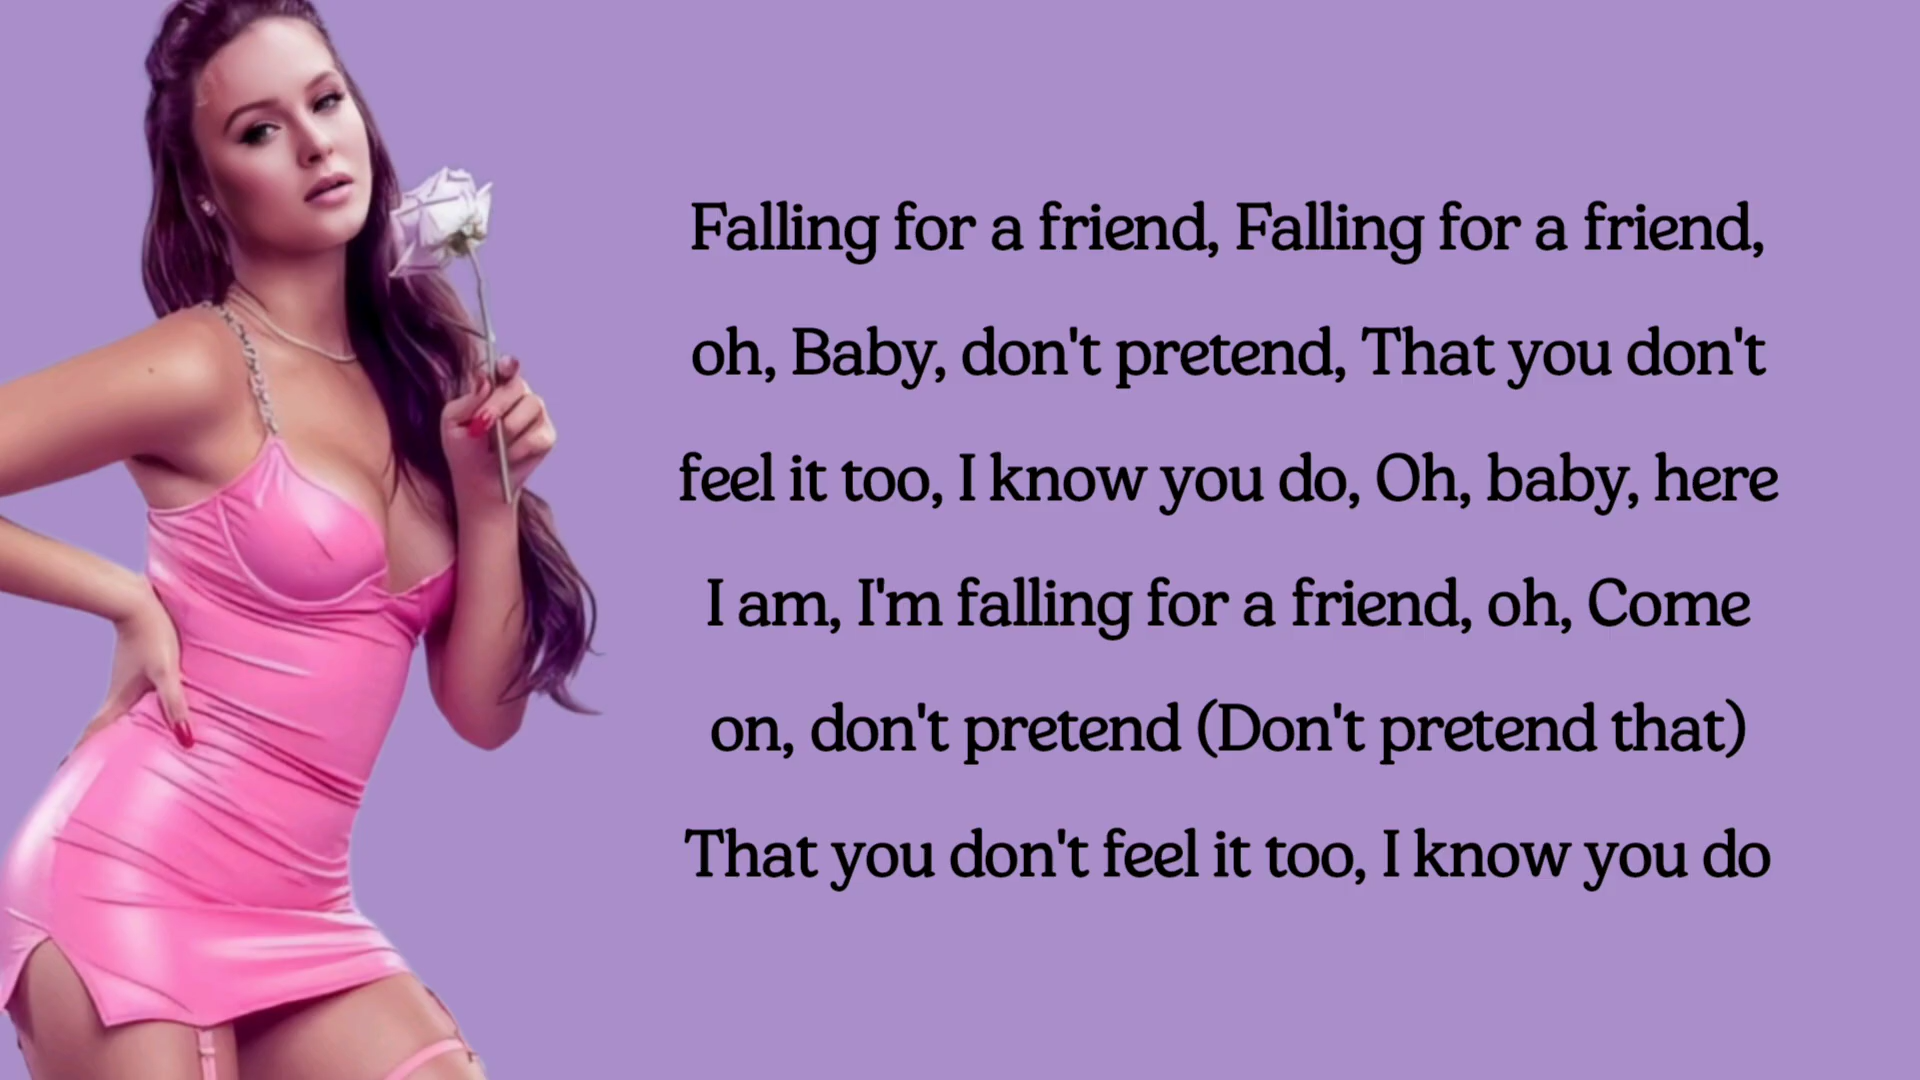 Falling for a friend, Falling for a friend,
oh, Baby, don't pretend, That you don't
feel it too, I know you do, Oh, baby, here
I am, I'm falling for a friend, oh, Come
on, don't pretend (Don't pretend that)
That you don't feel it too, I know you do